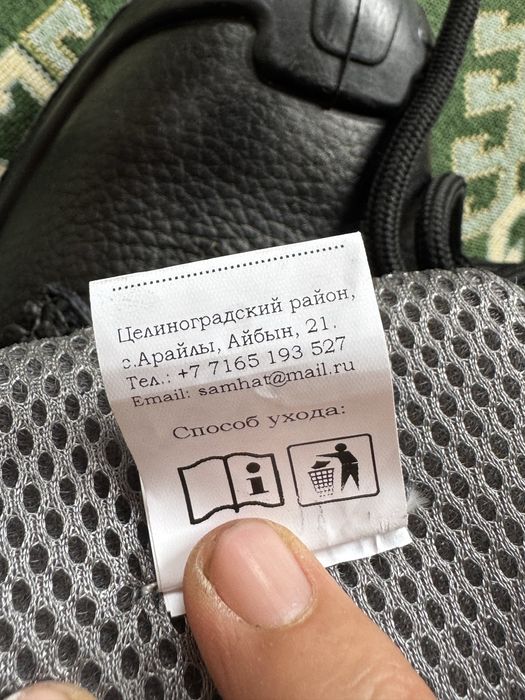 Целиноградский район,
с.Арайлы, Айбын, 21.
Тел.: +7 7165 193 527
Email: samhat@mail.ru
Способ ухода: